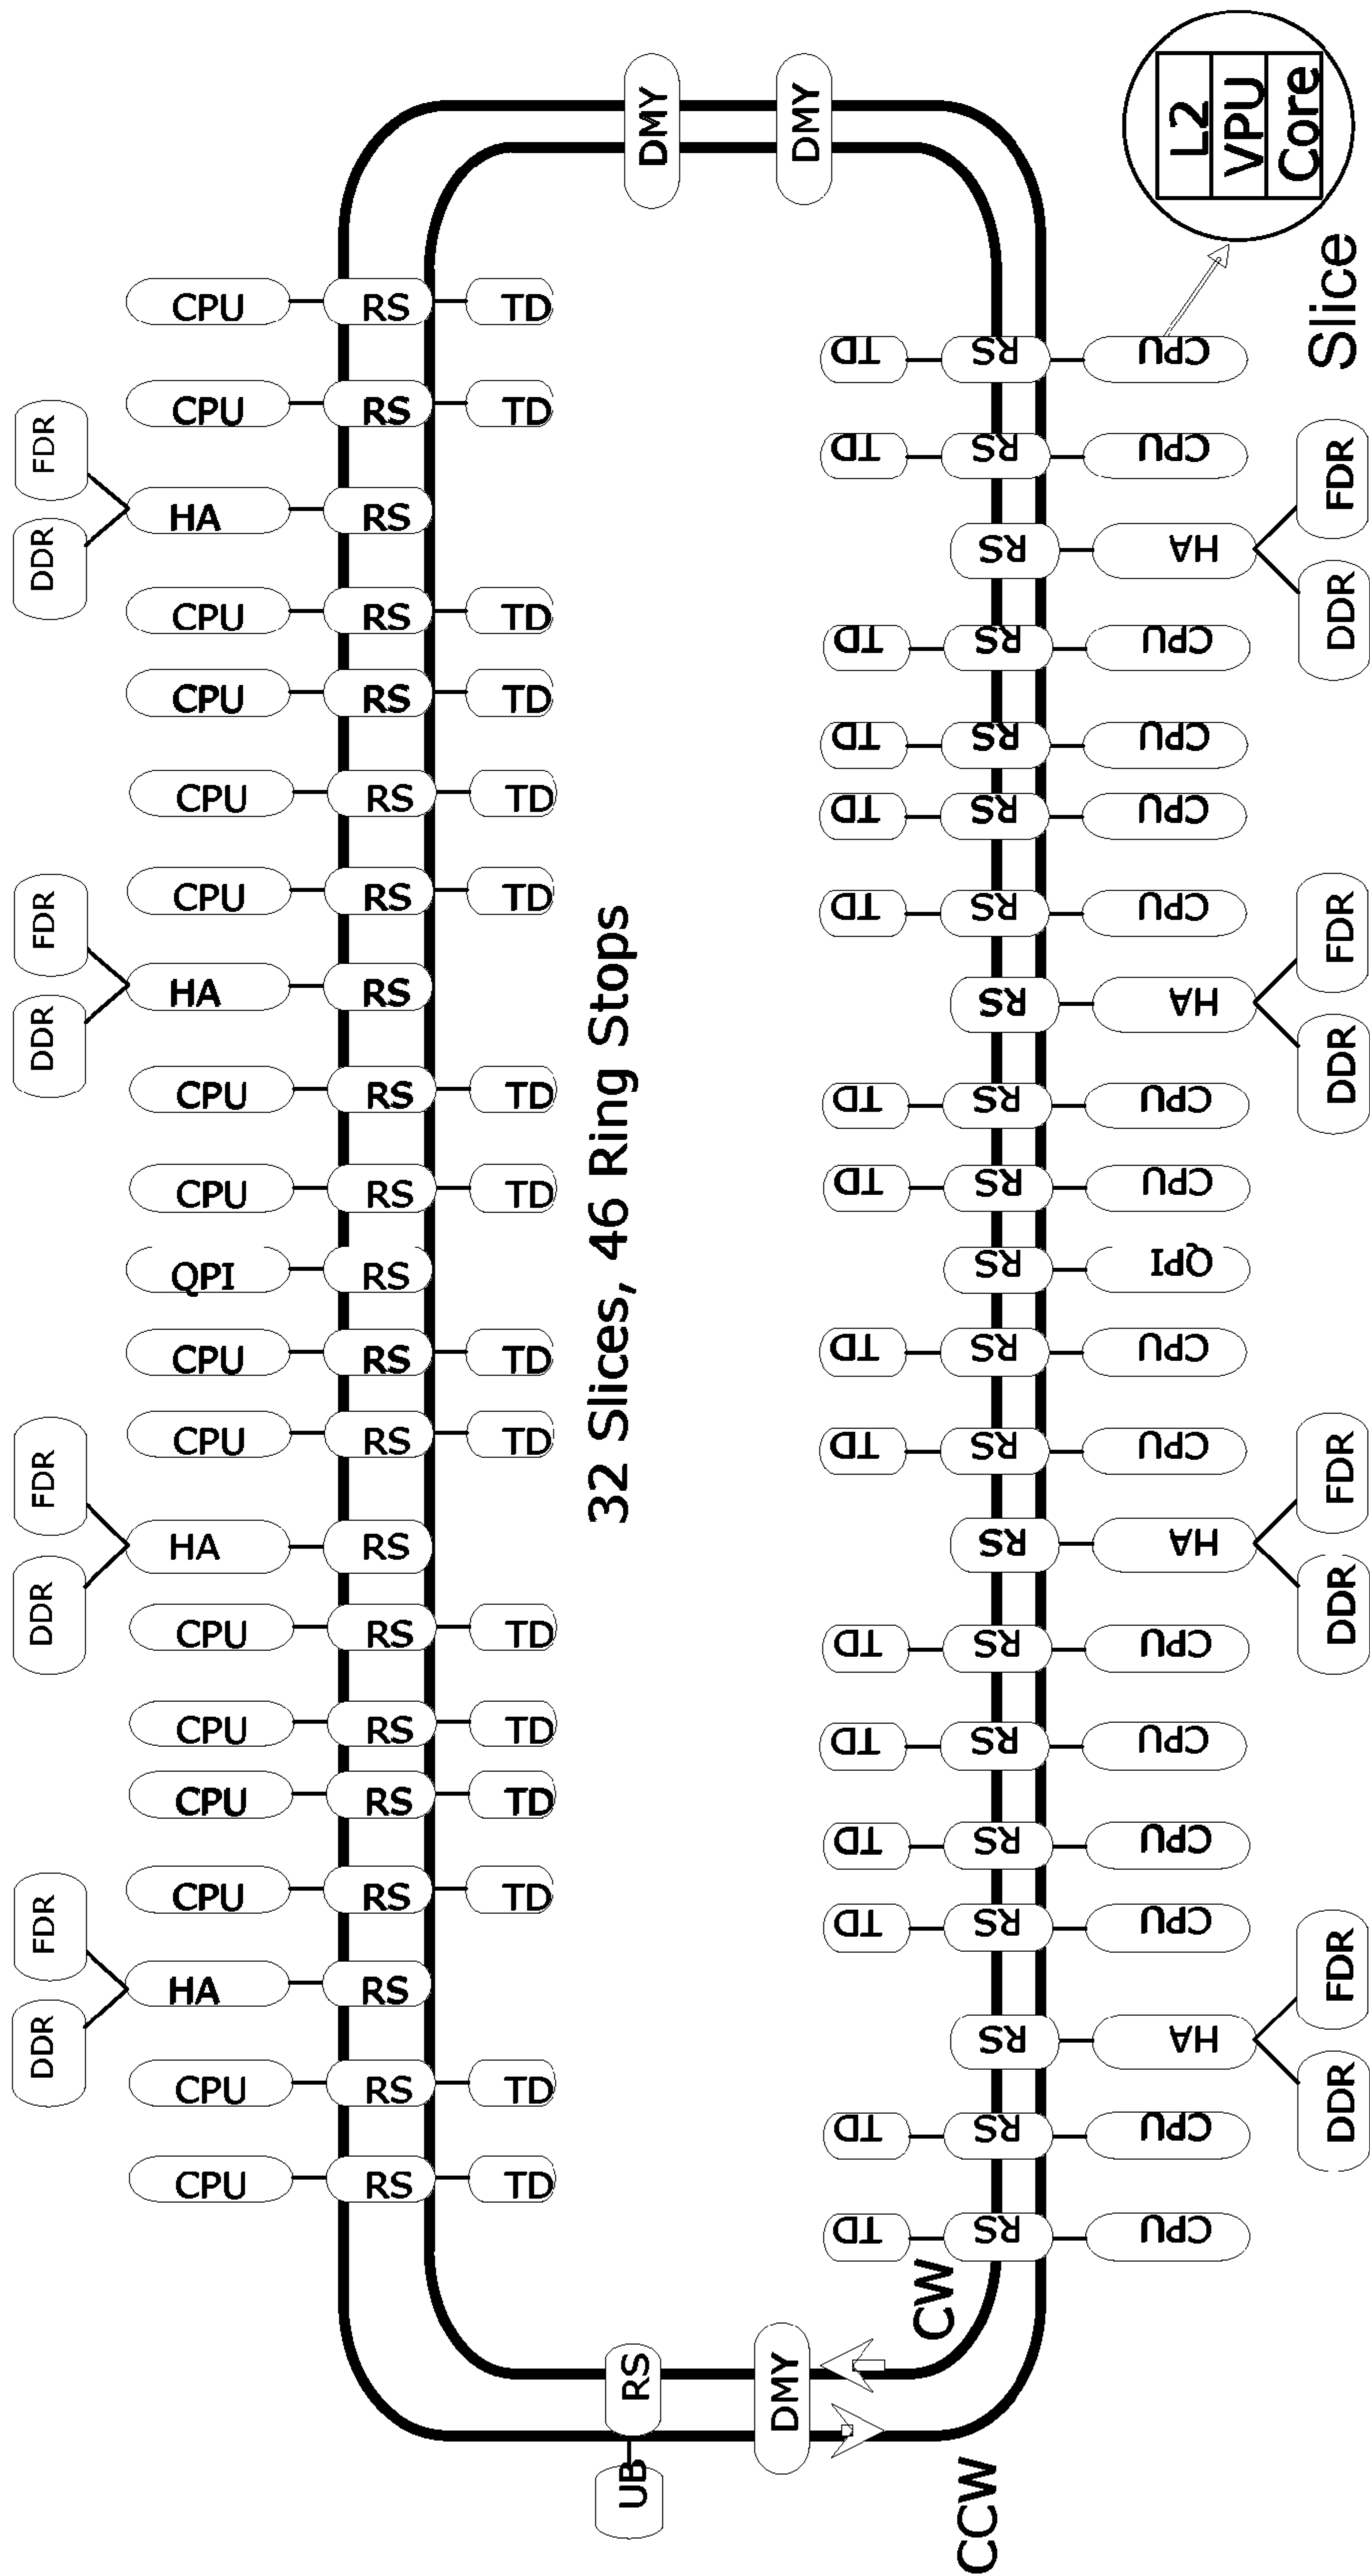 DMY
DMY
L2
VPU
Core
Slice
CPU RS TD
CPU RS TD
FDR
DDR
HA RS
CPU RS TD
CPU RS TD
CPU RS TD
CPU RS TD
FDR
DDR
HA RS
CPU RS TD
CPU RS TD
QPI RS
CPU RS TD
CPU RS TD
FDR
DDR
HA RS
CPU RS TD
CPU RS TD
CPU RS TD
CPU RS TD
FDR
DDR
HA RS
CPU RS TD
CPU RS TD
32 Slices, 46 Ring Stops
TD RS CPU
TD RS CPU
RS HA
FDR
DDR
TD RS CPU
TD RS CPU
TD RS CPU
TD RS CPU
RS HA
FDR
DDR
TD RS CPU
TD RS CPU
RS QPI
TD RS CPU
TD RS CPU
RS HA
FDR
DDR
TD RS CPU
TD RS CPU
TD RS CPU
TD RS CPU
RS HA
FDR
DDR
TD RS CPU
TD RS CPU
CW
RS
UB
DMY
CCW